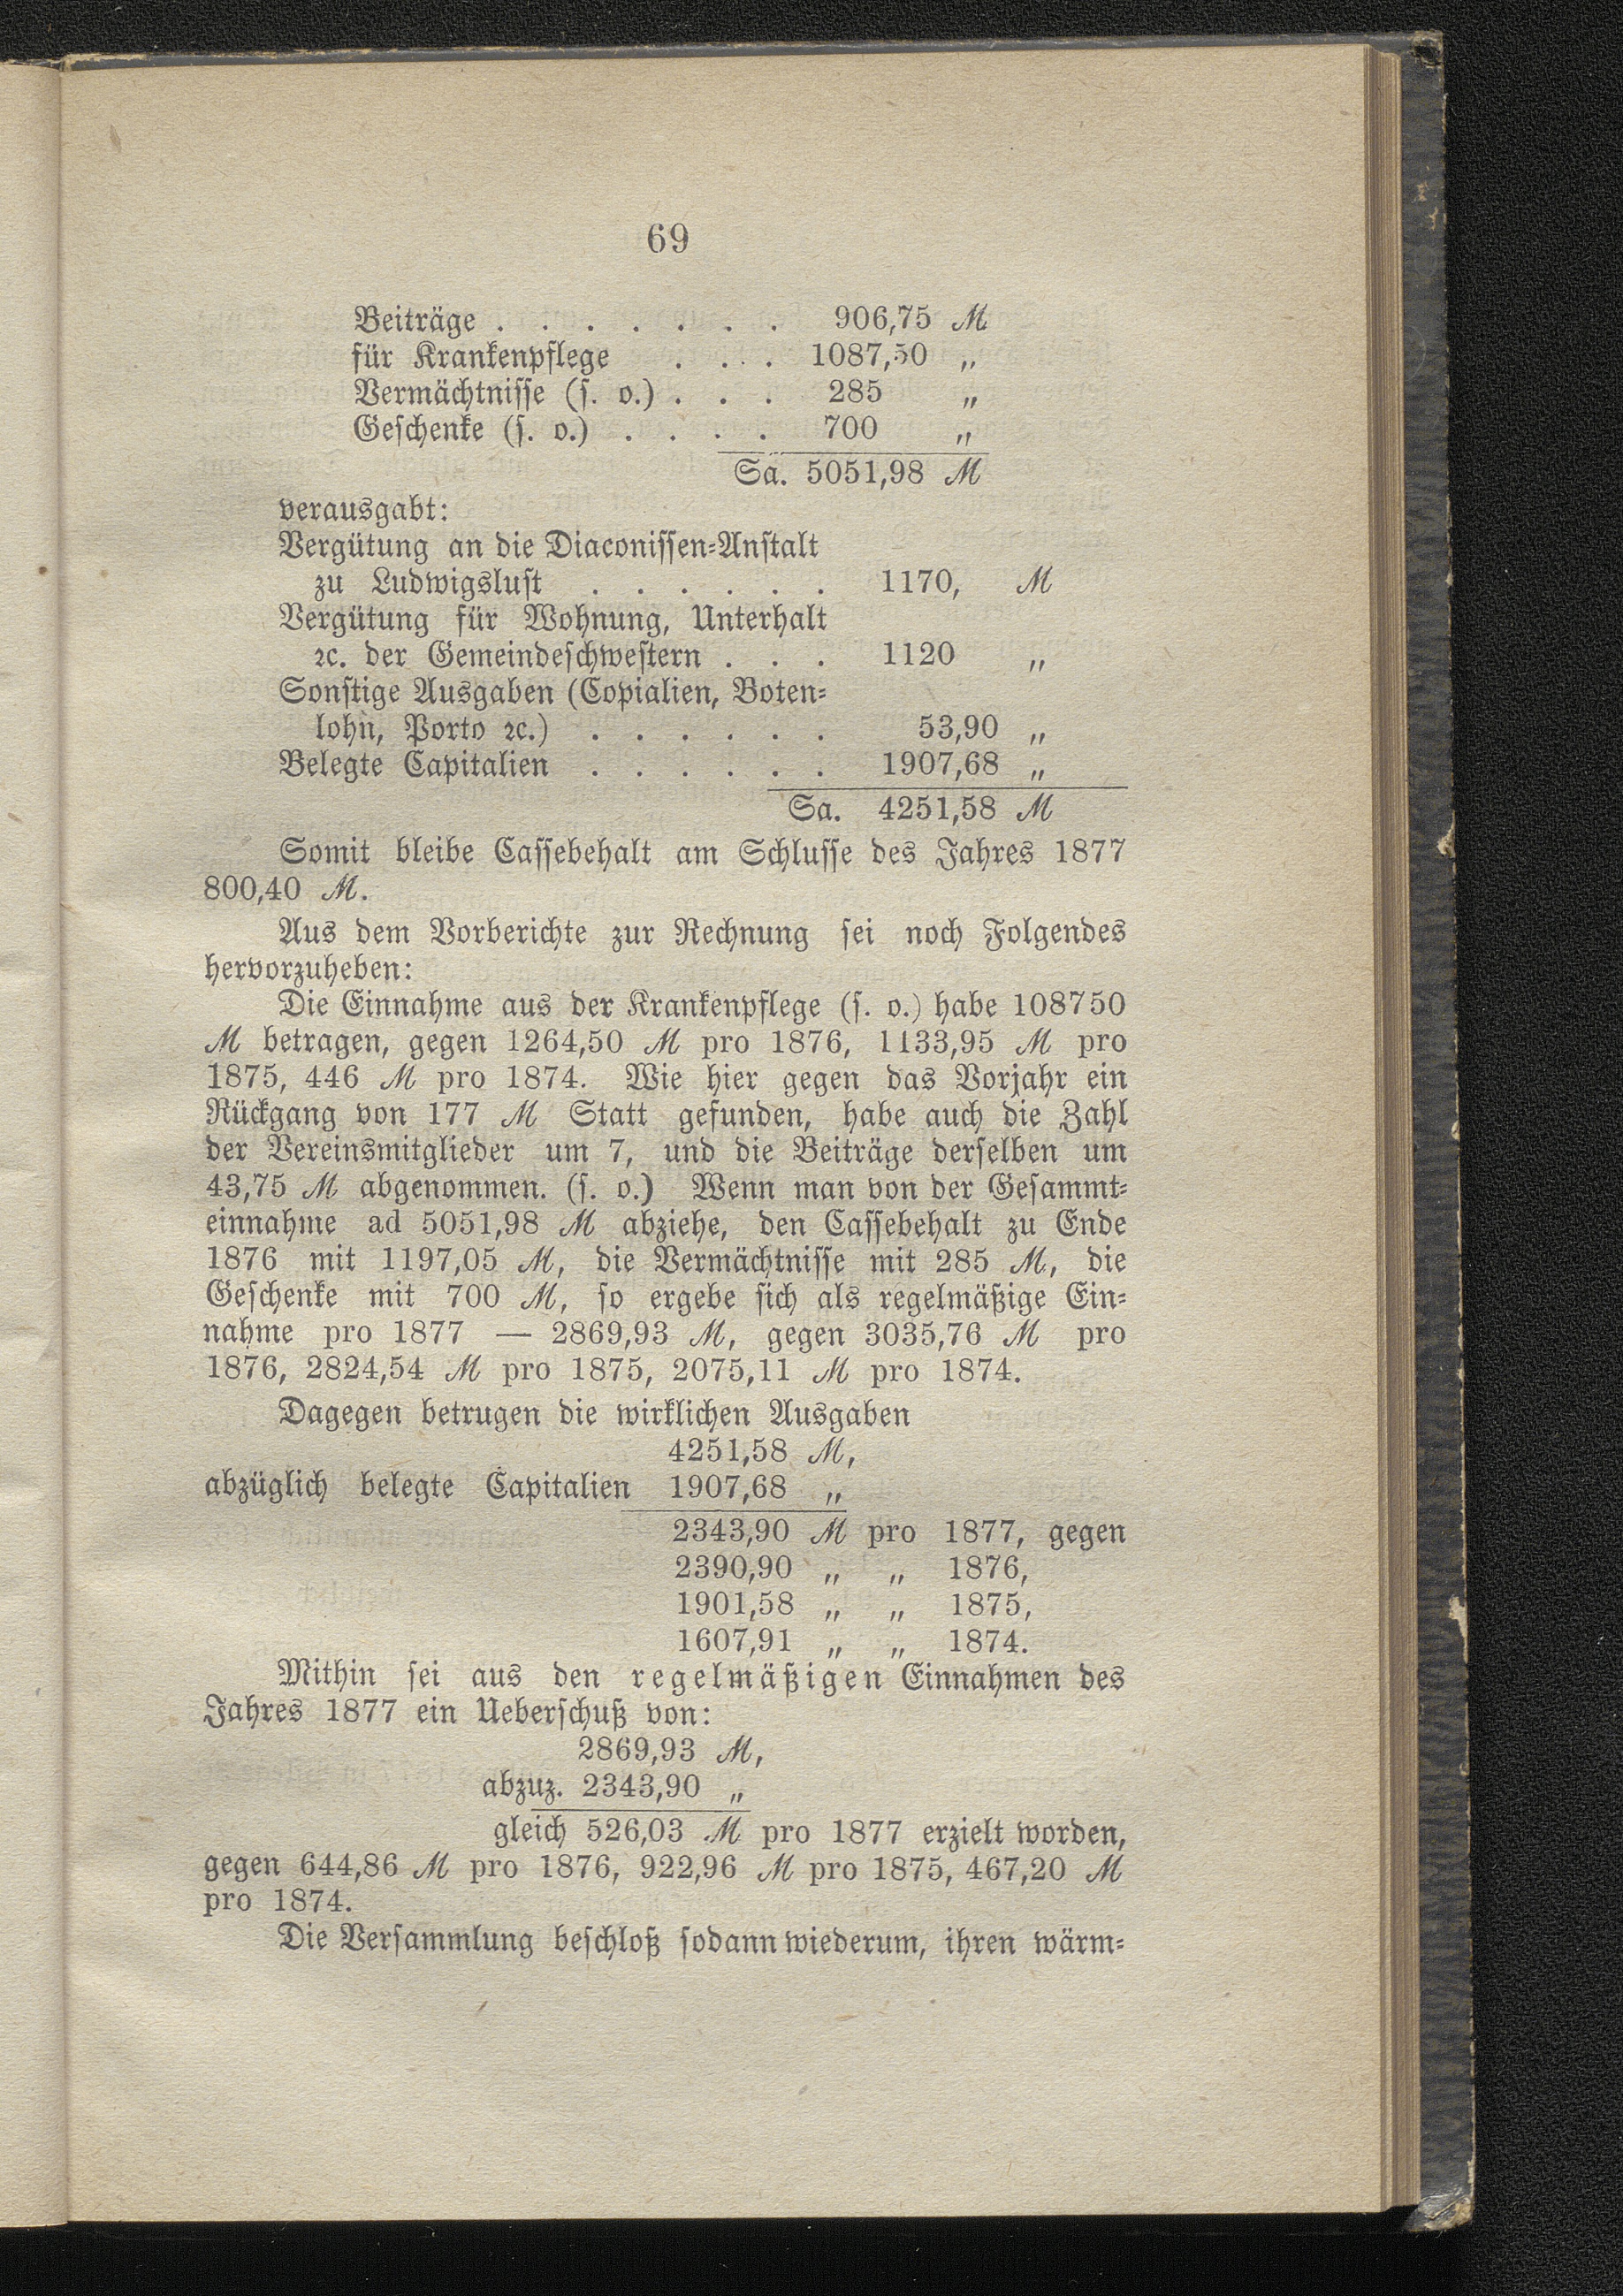 69
Beiträge . . . . . . . 906,75 ℳ
für Krankenpflege . . . 1087,50 „
Vermächtnisse (ſ. o.) . . . 285 „
Geſchenke (ſ. o.) . . . . 700 „
Sa. 5051,98 ℳ
verausgabt:
Vergütung an die Diaconiſſen-Anſtalt
zu Ludwigsluſt . . . . . . 1170, ℳ
Vergütung für Wohnung, Unterhalt
ꝛc. der Gemeindeſchweſtern . . . 1120 „
Sonſtige Ausgaben (Copialien, Boten-
lohn, Porto ꝛc.) . . . . . . 53,90 „
Belegte Capitalien . . . . . . 1907,68 „
Sa. 4251,58 ℳ
Somit bleibe Caſſebehalt am Schluſſe des Jahres 1877
800,40 ℳ.
Aus dem Vorberichte zur Rechnung ſei noch Folgendes
hervorzuheben:
Die Einnahme aus der Krankenpflege (ſ. o.) habe 108750
ℳ betragen, gegen 1264,50 ℳ pro 1876, 1133,95 ℳ pro
1875, 446 ℳ pro 1874. Wie hier gegen das Vorjahr ein
Rückgang von 177 ℳ Statt gefunden, habe auch die Zahl
der Vereinsmitglieder um 7, und die Beiträge derſelben um
43,75 ℳ abgenommen. (ſ. o.) Wenn man von der Geſammt-
einnahme ad 5051,98 ℳ abziehe, den Caſſebehalt zu Ende
1876 mit 1197,05 ℳ, die Vermächtniſſe mit 285 ℳ, die
Geſchenke mit 700 ℳ, ſo ergebe ſich als regelmäßige Ein-
nahme pro 1877 — 2869,93 ℳ, gegen 3035,76 ℳ pro
1876, 2824,54 ℳ pro 1875, 2075,11 ℳ pro 1874.
Dagegen betrugen die wirklichen Ausgaben
4251,58 ℳ,
abzüglich belegte Capitalien 1907,68 „
2343,90 ℳ pro 1877, gegen
2390,90 „ „ 1876,
1901,58 „ „ 1875,
1607,91 „ „ 1874.
Mithin ſei aus den regelmäßigen Einnahmen des
Jahres 1877 ein Ueberſchuß von:
2869,93 ℳ,
abzuz. 2343,90 „
gleich 526,03 ℳ pro 1877 erzielt worden,
gegen 644,86 ℳ pro 1876, 922,96 ℳ pro 1875, 467,20 ℳ
pro 1874.
Die Verſammlung beſchloß ſodann wiederum, ihren wärm-